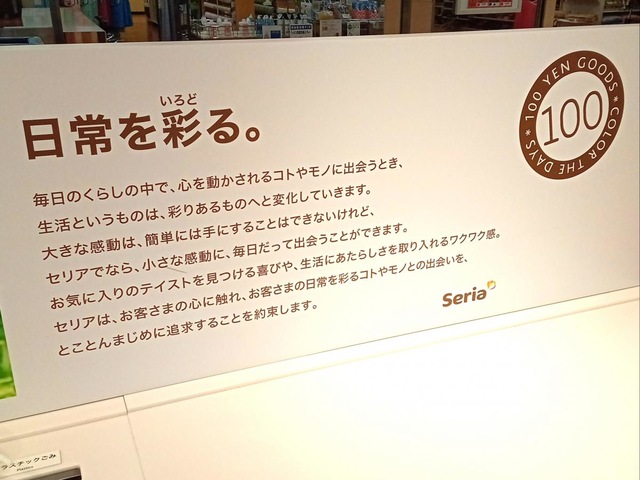 いろど
日常を彩る。
毎日のくらしの中で、心を動かされるコトやモノに出会うとき、
生活というものは、彩りあるものへと変化していきます。
大きな感動は、簡単には手にすることはできないけれど、
セリアでなら、小さな感動に、毎日だって出会うことができます。
お気に入りのテイストを見つける喜びや、生活にあたらしさを取り入れるワクワク感。
セリアは、お客さまの心に触れ、お客さまの日常を彩るコトやモノとの出会いを、
とことんまじめに追求することを約束します。
Seria
100 YEN GOODS * COLOR THE DAYS *
100
ラスチックごみ
Plastics